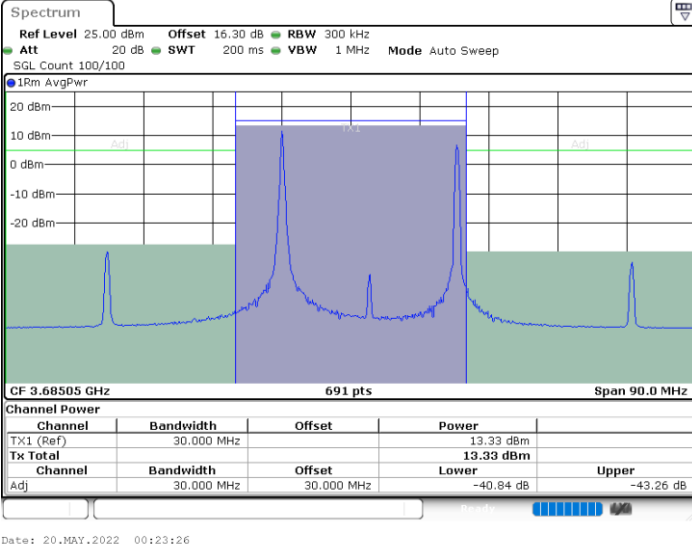 Spectrum
Ref Level 25.00 dBm Offset 16.30 dB RBW 300 kHz
Att 20 dB SWT 200 ms VBW 1 MHz Mode Auto Sweep
SGL Count 100/100
1Rm AvgPwr
20 dBm
TX1
10 dBm
Adj Adj
0 dBm
-10 dBm
-20 dBm
CF 3.68505 GHz 691 pts Span 90.0 MHz
Channel Power
Channel Bandwidth Offset Power
TX1 (Ref) 30.000 MHz 13.33 dBm
Tx Total 13.33 dBm
Channel Bandwidth Offset Lower Upper
Adj 30.000 MHz 30.000 MHz -40.84 dB -43.26 dB
Ready
Date: 20.MAY.2022 00:23:26